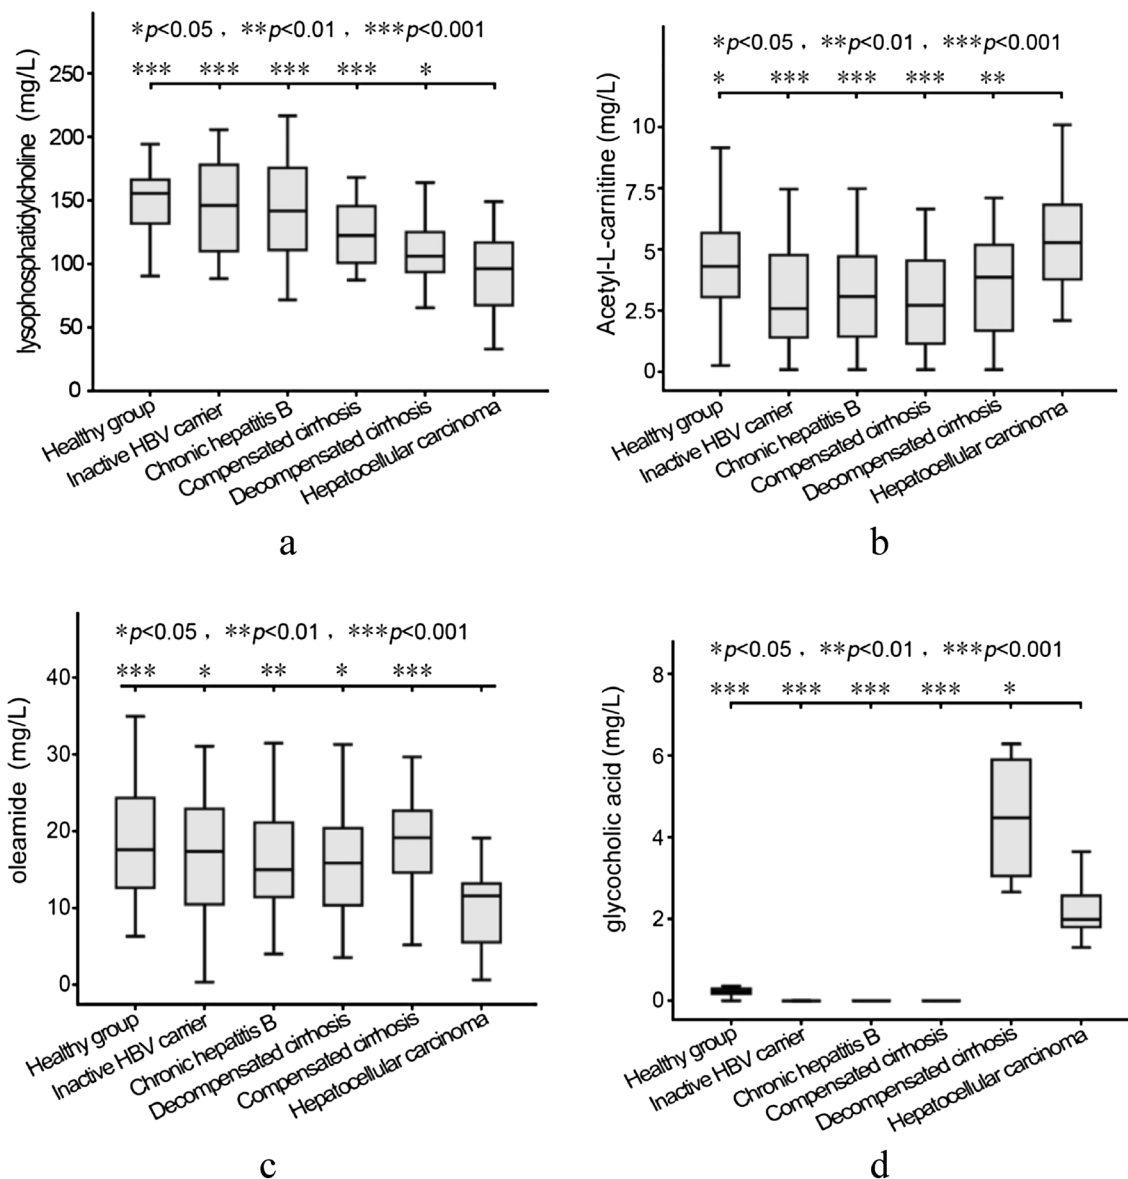 *p<0.05 , **p<0.01 , ***p<0.001
*** *** *** *** *
lysophosphatidylcholine (mg/L)
250
200
150
100
50
0
Healthy group
Inactive HBV carrier
Chronic hepatitis B
Compensated cirrhosis
Decompensated cirrhosis
Hepatocellular carcinoma
a
*p<0.05 , **p<0.01 , ***p<0.001
* *** *** *** **
Acetyl-L-carnitine (mg/L)
10
7.5
5
2.5
0
Healthy group
Inactive HBV carrier
Chronic hepatitis B
Compensated cirrhosis
Decompensated cirrhosis
Hepatocellular carcinoma
b
*p<0.05 , **p<0.01 , ***p<0.001
*** * ** * ***
oleamide (mg/L)
40
30
20
10
0
Healthy group
Inactive HBV carrier
Chronic hepatitis B
Decompensated cirrhosis
Compensated cirrhosis
Hepatocellular carcinoma
c
*p<0.05 , **p<0.01 , ***p<0.001
*** *** *** *** *
glycocholic acid (mg/L)
8
6
4
2
0
Healthy group
Inactive HBV carrier
Chronic hepatitis B
Compensated cirrhosis
Decompensated cirrhosis
Hepatocellular carcinoma
d